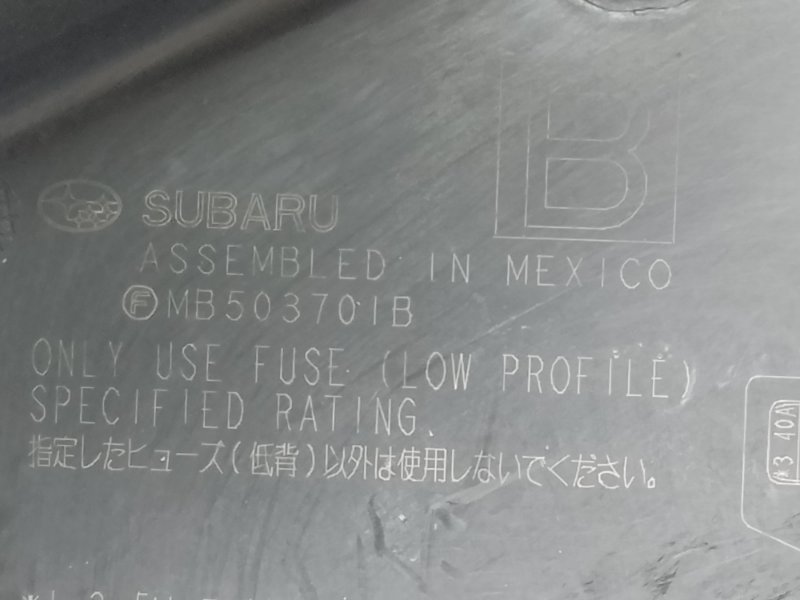 B
SUBARU
ASSEMBLED IN MEXICO
Ⓕ MB503701B
ONLY USE FUSE (LOW PROFILE)
SPECIFIED RATING.
指定したヒューズ(低背)以外は使用しないでください。
*3 40A